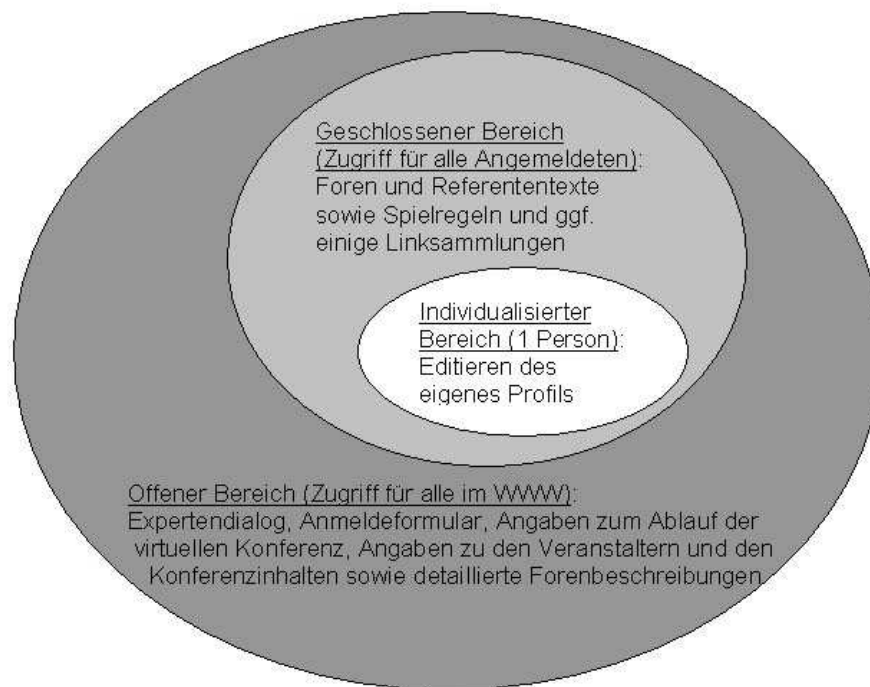 Geschlossener Bereich
(Zugriff für alle Angemeldeten):
Foren und Referententexte
sowie Spielregeln und ggf.
einige Linksammlungen
Individualisierter
Bereich (1 Person):
Editieren des
eigenes Profils
Offener Bereich (Zugriff für alle im WWW):
Expertendialog, Anmeldeformular, Angaben zum Ablauf der
virtuellen Konferenz, Angaben zu den Veranstaltern und den
Konferenzinhalten sowie detaillierte Forenbeschreibungen